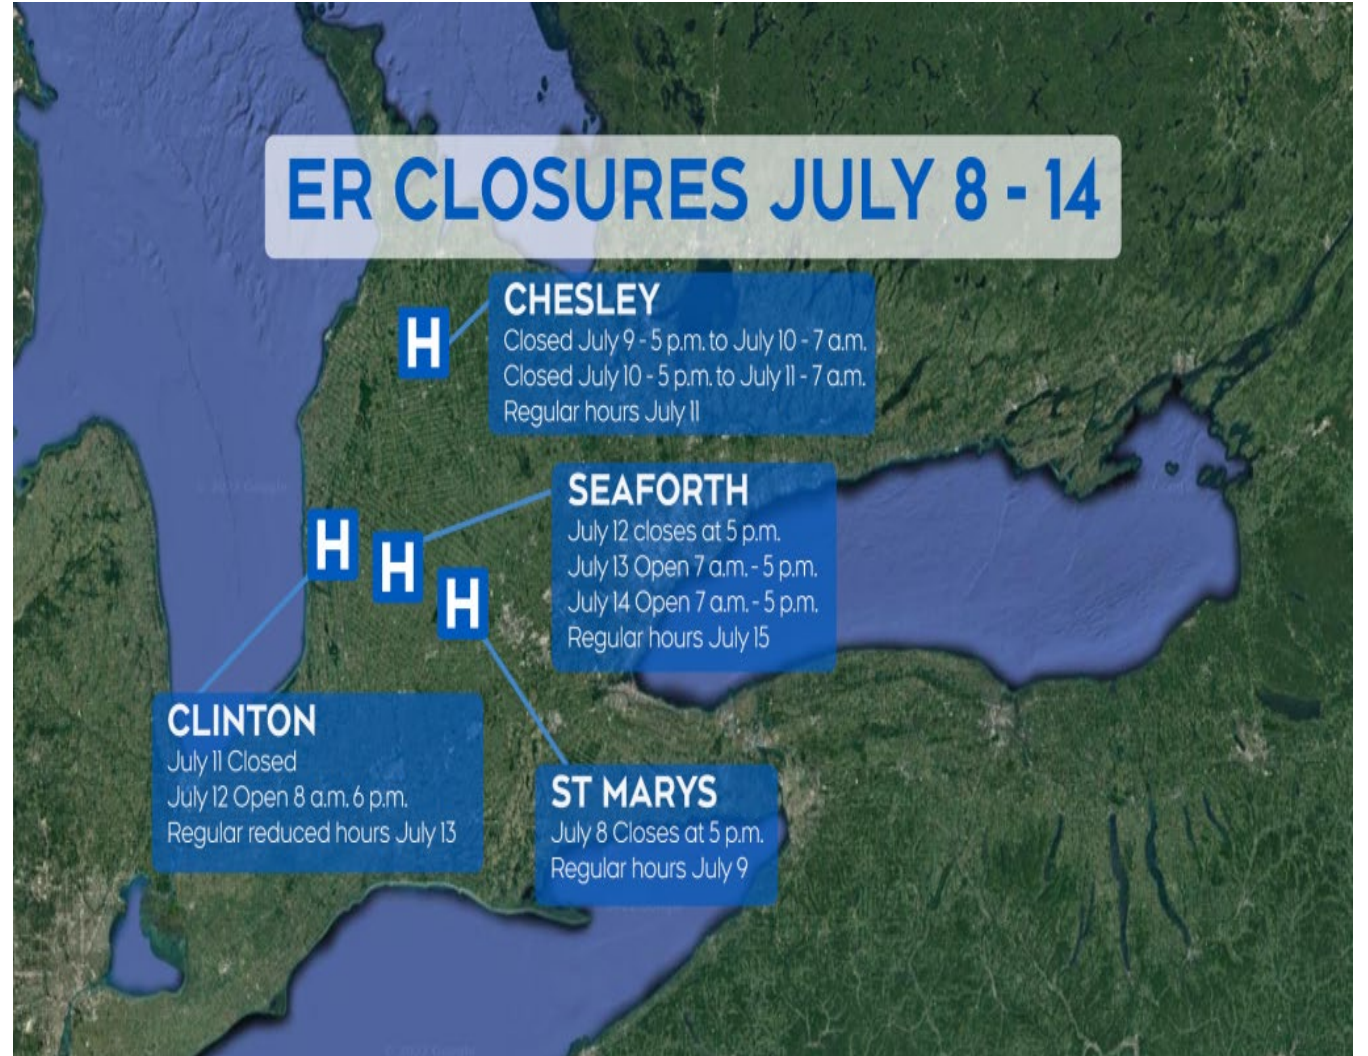 ER CLOSURES JULY 8 - 14
H
CHESLEY
Closed July 9 - 5 p.m. to July 10 - 7 a.m.
Closed July 10 - 5 p.m. to July 11 - 7 a.m.
Regular hours July 11
SEAFORTH
July 12 closes at 5 p.m.
July 13 Open 7 a.m. - 5 p.m.
July 14 Open 7 a.m. - 5 p.m.
Regular hours July 15
H
H
H
CLINTON
July 11 Closed
July 12 Open 8 a.m. 6 p.m.
Regular reduced hours July 13
ST MARYS
July 8 Closes at 5 p.m.
Regular hours July 9